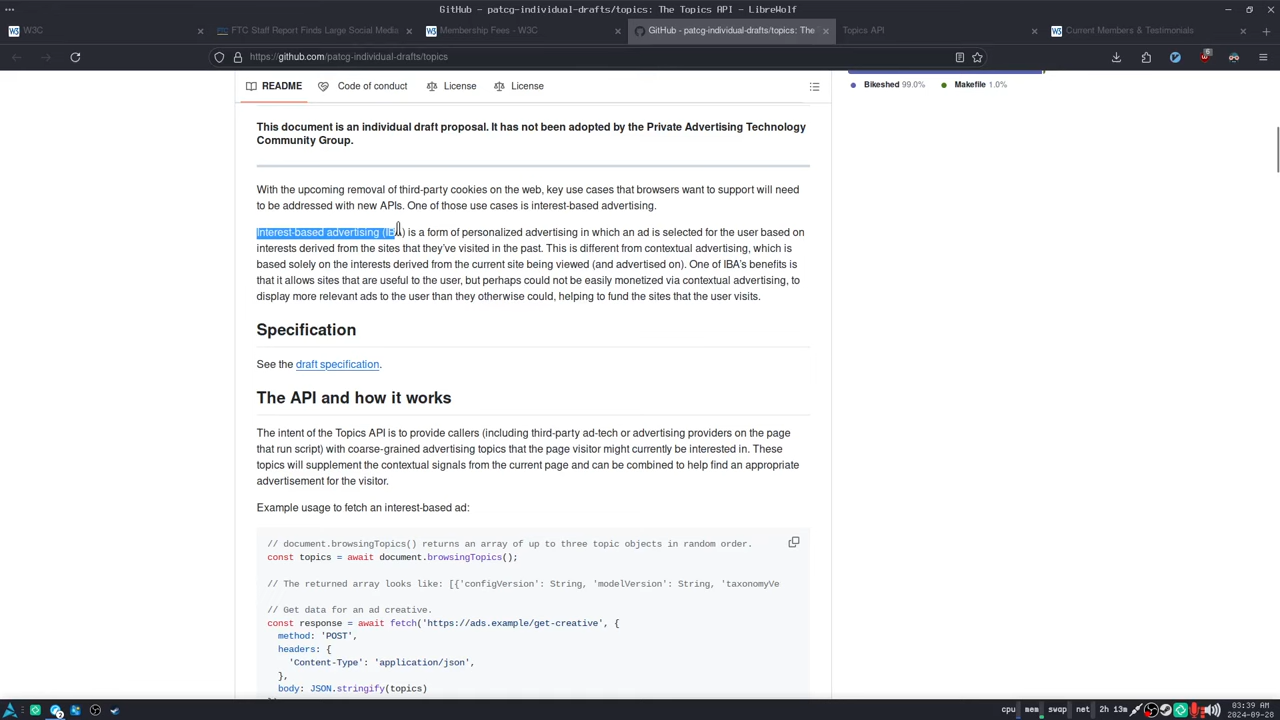 GitHub - patcg-individual-drafts/topics: The Topics API — LibreWolf
W3C
FTC Staff Report Finds Large Social Media
Membership Fees - W3C
GitHub - patcg-individual-drafts/topics: The
Topics API
Current Members & Testimonials
https://github.com/patcg-individual-drafts/topics
6
README
Code of conduct
License
License
Bikeshed 99.0%
Makefile 1.0%
This document is an individual draft proposal. It has not been adopted by the Private Advertising Technology
Community Group.
With the upcoming removal of third-party cookies on the web, key use cases that browsers want to support will need
to be addressed with new APIs. One of those use cases is interest-based advertising.
Interest-based advertising (IBA) is a form of personalized advertising in which an ad is selected for the user based on
interests derived from the sites that they've visited in the past. This is different from contextual advertising, which is
based solely on the interests derived from the current site being viewed (and advertised on). One of IBA's benefits is
that it allows sites that are useful to the user, but perhaps could not be easily monetized via contextual advertising, to
display more relevant ads to the user than they otherwise could, helping to fund the sites that the user visits.
Specification
See the draft specification.
The API and how it works
The intent of the Topics API is to provide callers (including third-party ad-tech or advertising providers on the page
that run script) with coarse-grained advertising topics that the page visitor might currently be interested in. These
topics will supplement the contextual signals from the current page and can be combined to help find an appropriate
advertisement for the visitor.
Example usage to fetch an interest-based ad:
// document.browsingTopics() returns an array of up to three topic objects in random order.
const topics = await document.browsingTopics();
// The returned array looks like: [{'configVersion': String, 'modelVersion': String, 'taxonomyVe
// Get data for an ad creative.
const response = await fetch('https://ads.example/get-creative', {
method: 'POST',
headers: {
'Content-Type': 'application/json',
},
body: JSON.stringify(topics)
cpu mem swap net 2h 13m
03:39 AM
2024-09-28